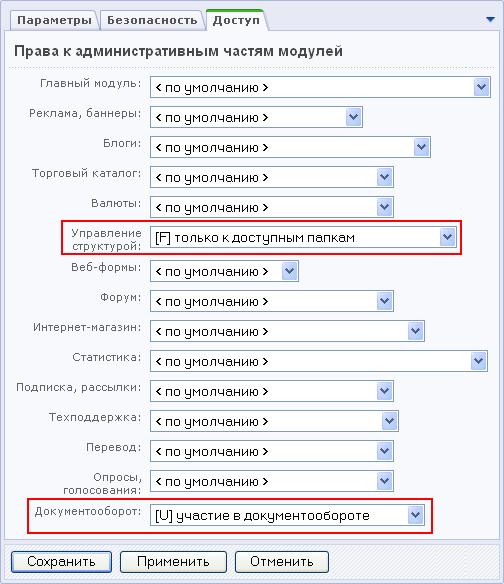 Параметры Безопасность Доступ
Права к административным частям модулей
Главный модуль: < по умолчанию >
Реклама, баннеры: < по умолчанию >
Блоги: < по умолчанию >
Торговый каталог: < по умолчанию >
Валюты: < по умолчанию >
Управление
структурой: [F] только к доступным папкам
Веб-формы: < по умолчанию >
Форум: < по умолчанию >
Интернет-магазин: < по умолчанию >
Статистика: < по умолчанию >
Подписка, рассылки: < по умолчанию >
Техподдержка: < по умолчанию >
Перевод: < по умолчанию >
Опросы,
голосования: < по умолчанию >
Документооборот: [U] участие в документообороте
Сохранить Применить Отменить